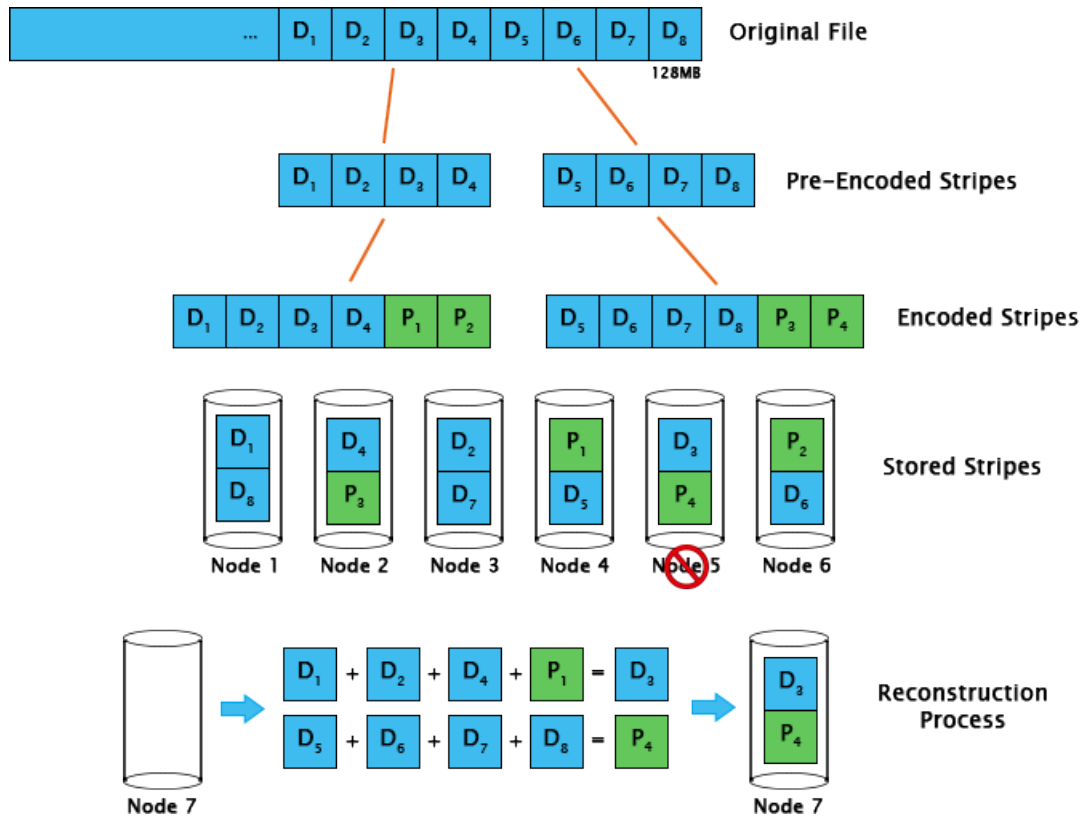 ... D₁ D₂ D₃ D₄ D₅ D₆ D₇ D₈ Original File
128MB
D₁ D₂ D₃ D₄ D₅ D₆ D₇ D₈ Pre-Encoded Stripes
D₁ D₂ D₃ D₄ P₁ P₂ D₅ D₆ D₇ D₈ P₃ P₄ Encoded Stripes
D₁ D₄ D₂ P₁ D₃ P₂
Stored Stripes
D₈ P₃ D₇ D₅ P₄ D₆
Node 1 Node 2 Node 3 Node 4 Node 5 Node 6
D₁ + D₂ + D₄ + P₁ = D₃ D₃
Reconstruction
Process
D₅ + D₆ + D₇ + D₈ = P₄ P₄
Node 7 Node 7